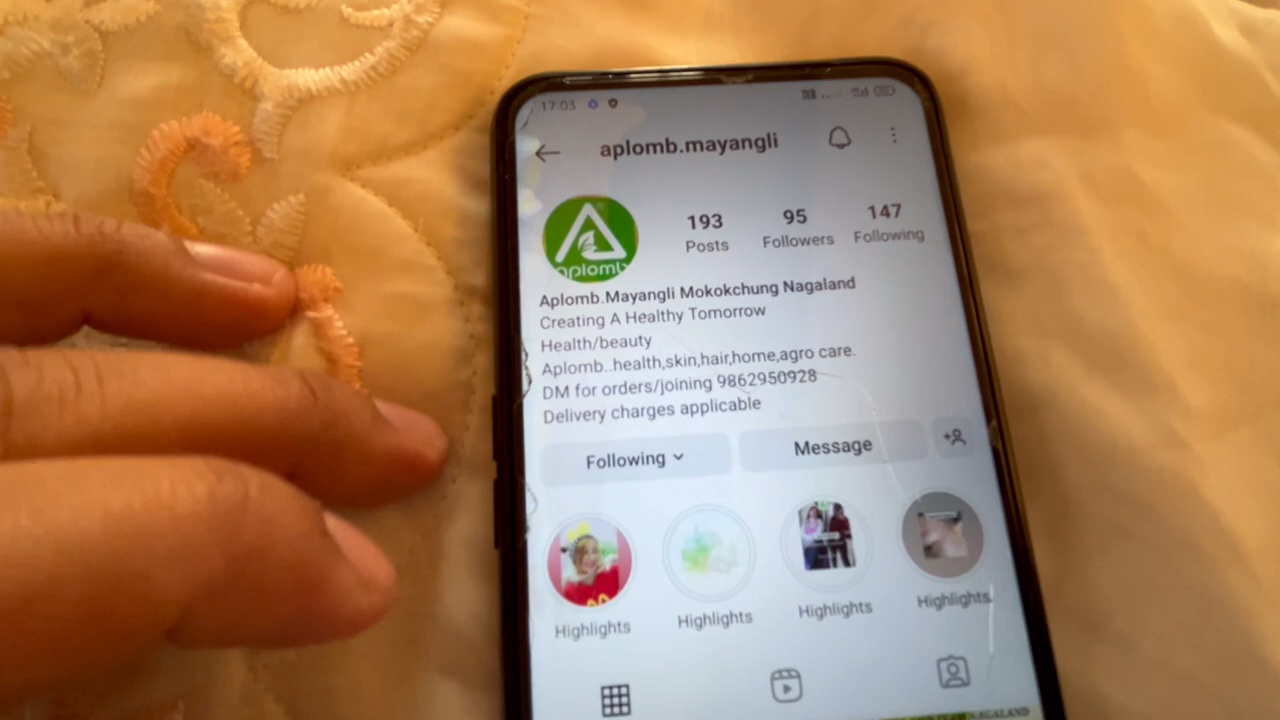 17:03
aplomb.mayangli
aplomb
193 95 147
Posts Followers Following
Aplomb.Mayangli Mokokchung Nagaland
Creating A Healthy Tomorrow
Health/beauty
Aplomb..health,skin,hair,home,agro care.
DM for orders/joining 9862950928
Delivery charges applicable
Following Message
Highlights Highlights Highlights Highlights
NAGALAND